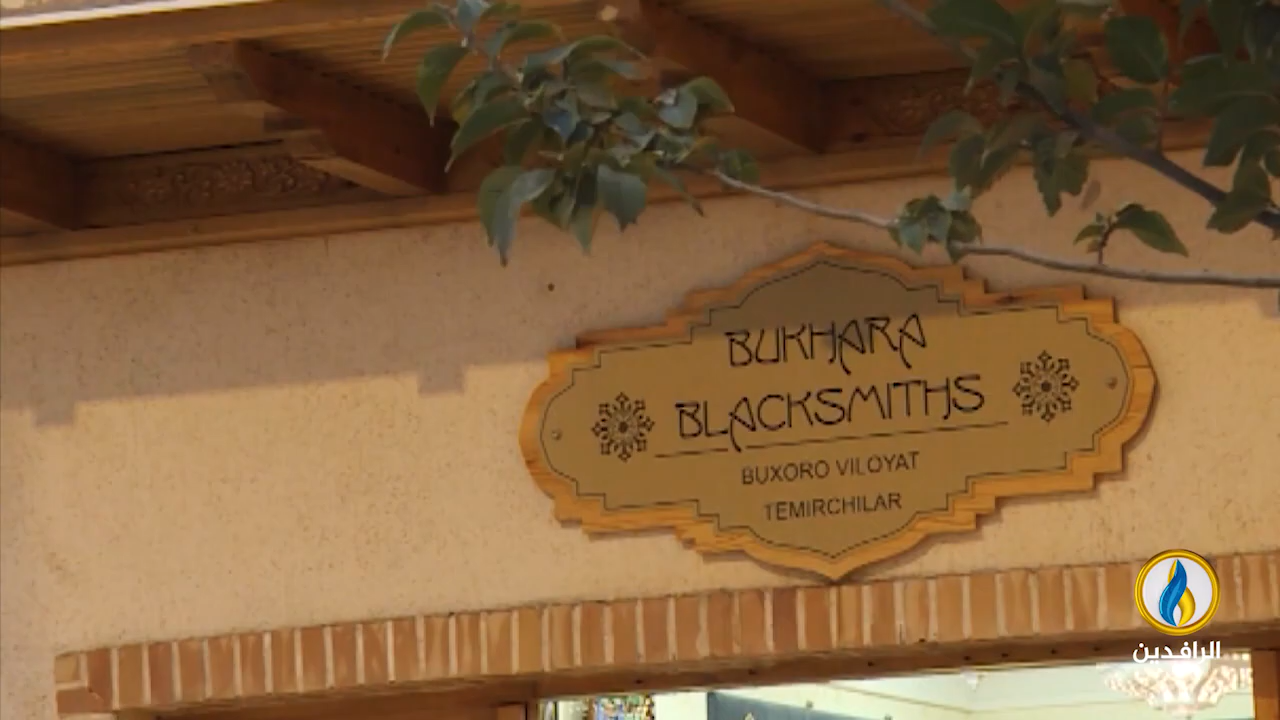 BUKHARA
BLACKSMITHS
BUXORO VILOYAT
TEMIRCHILAR
الرافدين